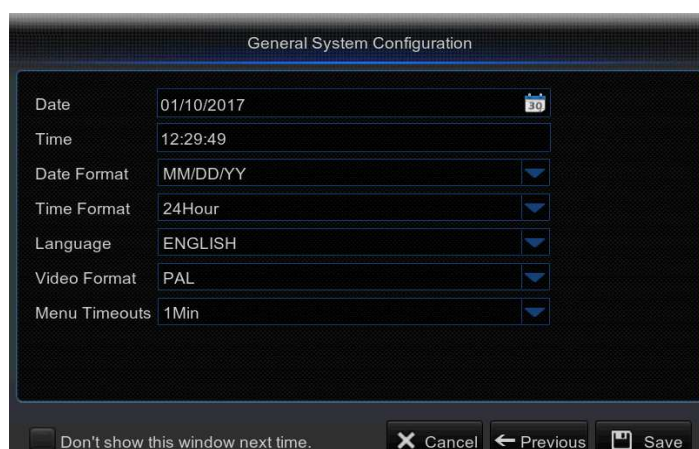 General System Configuration
Date 01/10/2017 30
Time 12:29:49
Date Format MM/DD/YY
Time Format 24Hour
Language ENGLISH
Video Format PAL
Menu Timeouts 1Min
Don't show this window next time. Cancel Previous Save